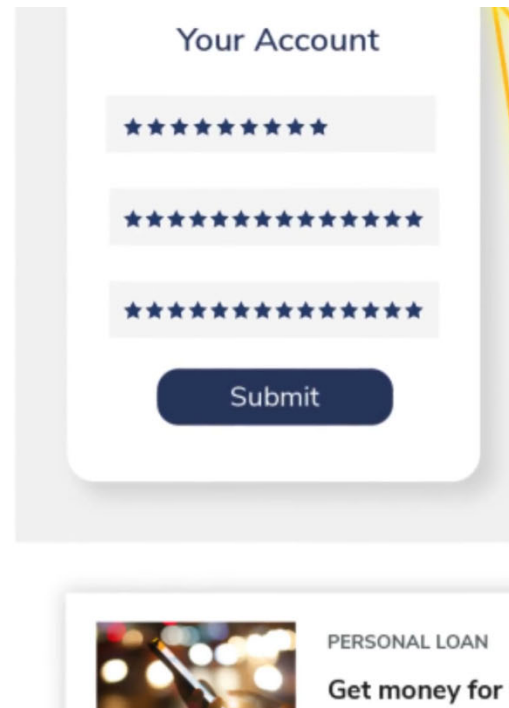 Your Account
★★★★★★★★★
★★★★★★★★★★★★★★
★★★★★★★★★★★★★★
Submit
PERSONAL LOAN
Get money for